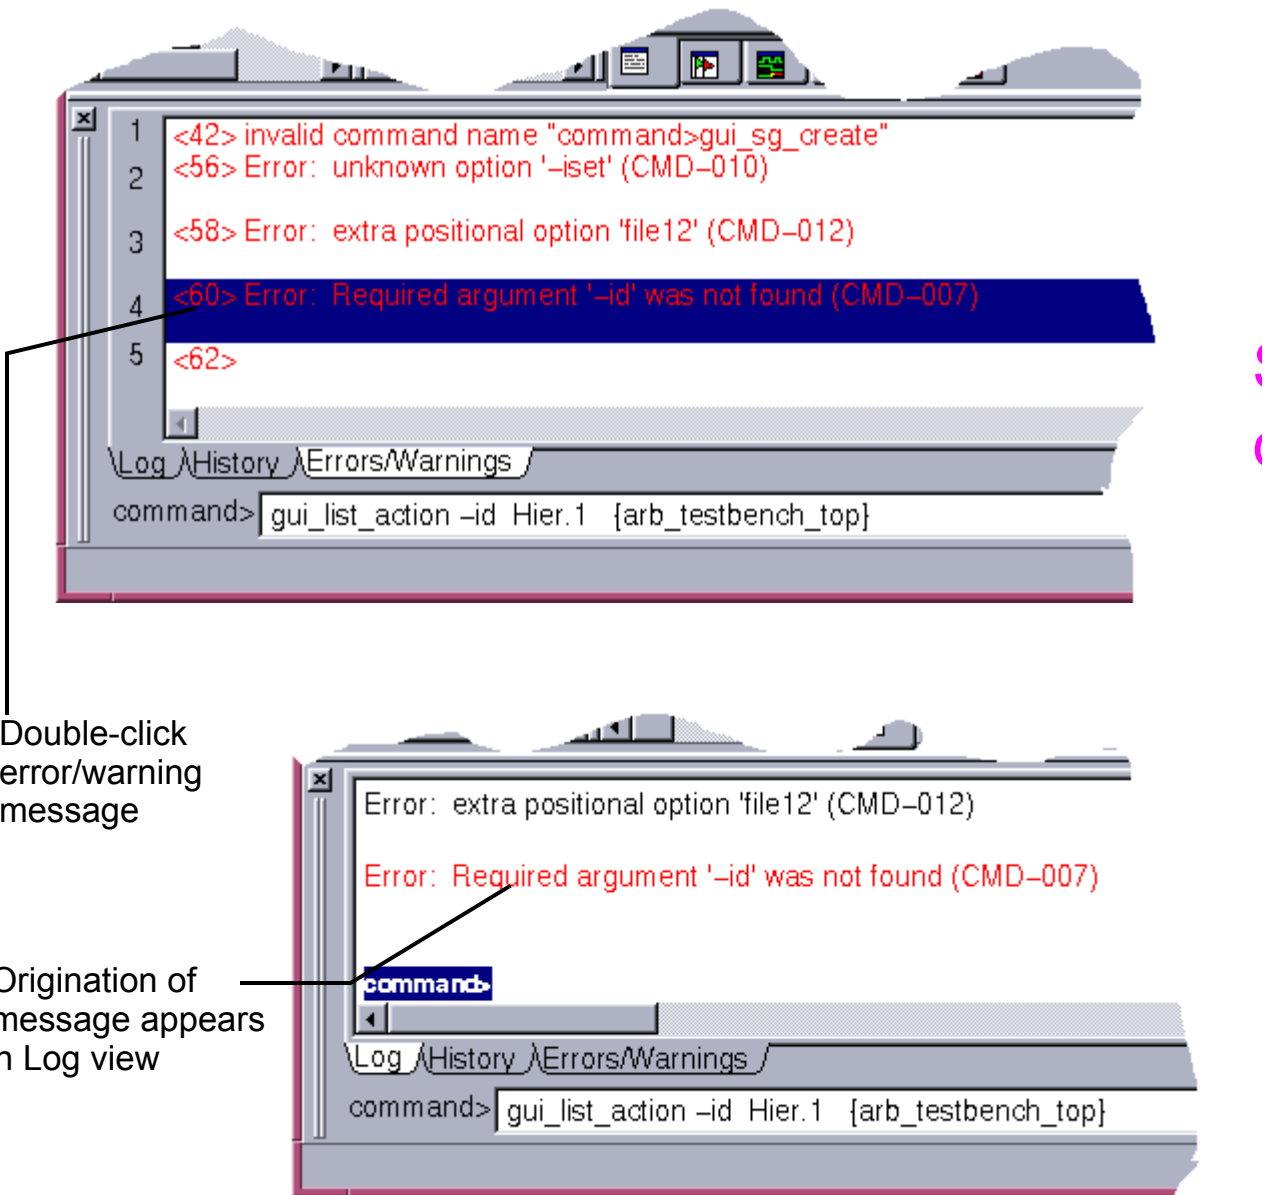 1 <42> invalid command name "command>gui_sg_create"
2 <56> Error: unknown option '–iset' (CMD–010)
3 <58> Error: extra positional option 'file12' (CMD–012)
4 <60> Error: Required argument '–id' was not found (CMD–007)
5 <62>
Log History Errors/Warnings
command> gui_list_action –id Hier.1 {arb_testbench_top}
Double-click
error/warning
message
Error: extra positional option 'file12' (CMD–012)
Error: Required argument '–id' was not found (CMD–007)
command>
Origination of
message appears
in Log view
Log History Errors/Warnings
command> gui_list_action –id Hier.1 {arb_testbench_top}